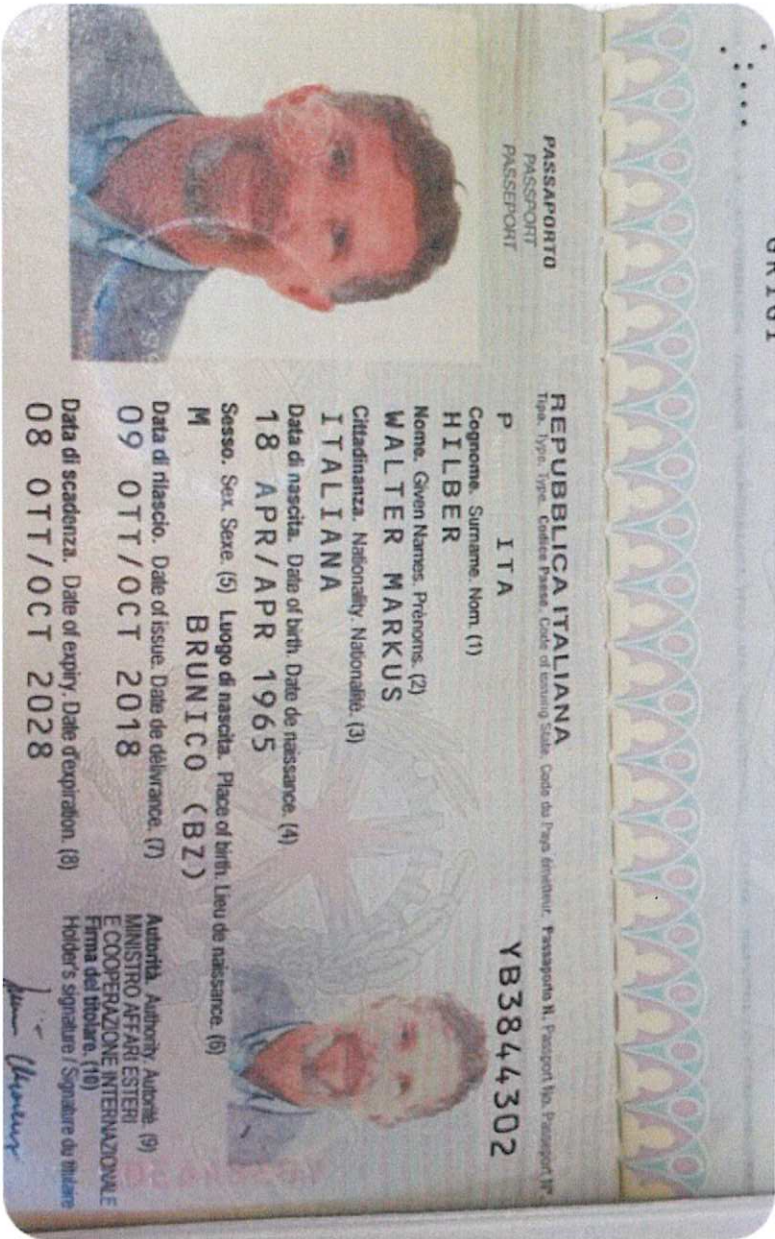 PASSAPORTO
PASSPORT
PASSEPORT
REPUBBLICA ITALIANA
Tipo. Type. Type. Codice Paese. Code of issuing State. Code du Pays émetteur. Passaporto N. Passport No. Passeport N°.
P ITA YB3844302
Cognome. Surname. Nom. (1)
HILBER
Nome. Given Names. Prénoms. (2)
WALTER MARKUS
Cittadinanza. Nationality. Nationalité. (3)
ITALIANA
Data di nascita. Date of birth. Date de naissance. (4)
18 APR/APR 1965
Sesso. Sex. Sexe. (5) Luogo di nascita. Place of birth. Lieu de naissance. (6)
M BRUNICO (BZ)
Data di rilascio. Date of issue. Date de délivrance. (7)
09 OTT/OCT 2018
Data di scadenza. Date of expiry. Date d'expiration. (8)
08 OTT/OCT 2028
Autorità. Authority. Autorité. (9)
MINISTRO AFFARI ESTERI
E COOPERAZIONE INTERNAZIONALE
Firma del titolare. (10)
Holder's signature / Signature du titulaire